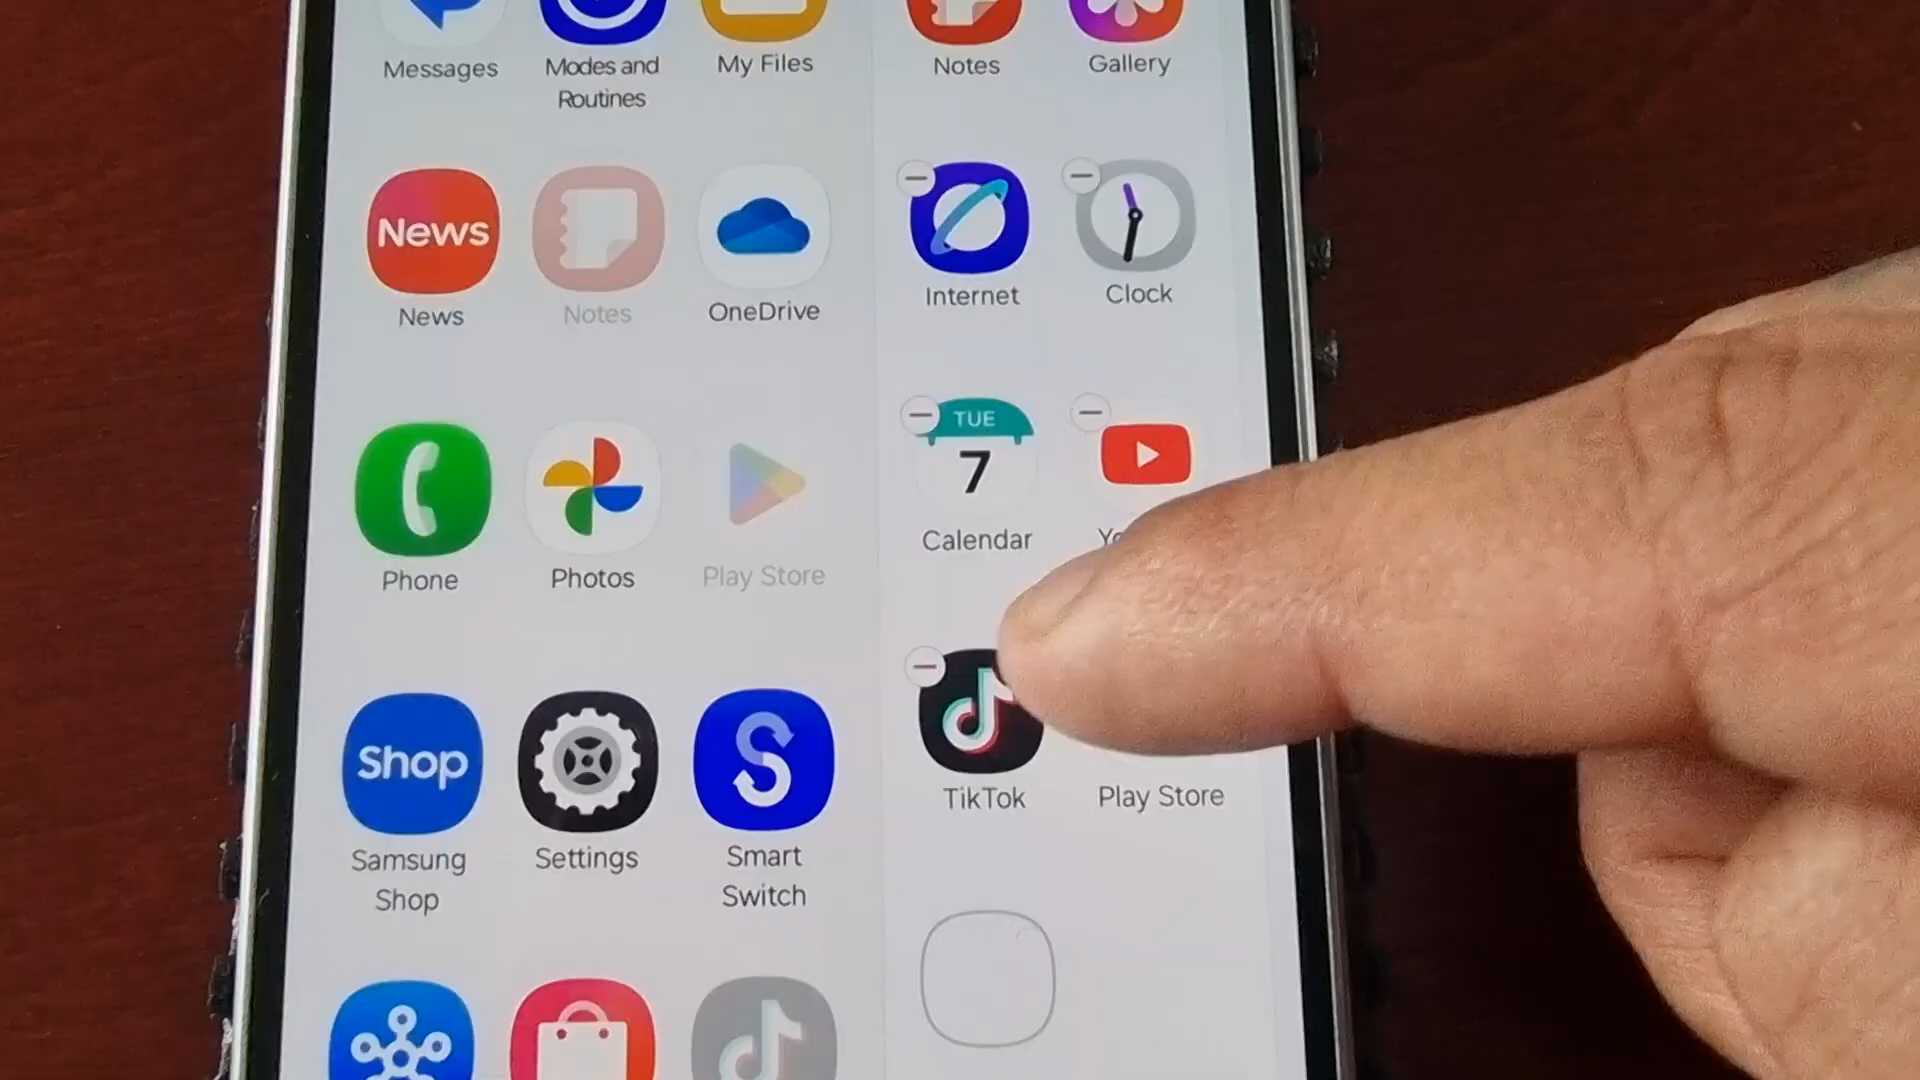 Messages
Modes and
Routines
My Files
Notes
Gallery
News
News
Notes
OneDrive
Internet
Clock
TUE
7
Calendar
Phone
Photos
Play Store
TikTok
Play Store
Shop
Samsung
Shop
Settings
S
Smart
Switch